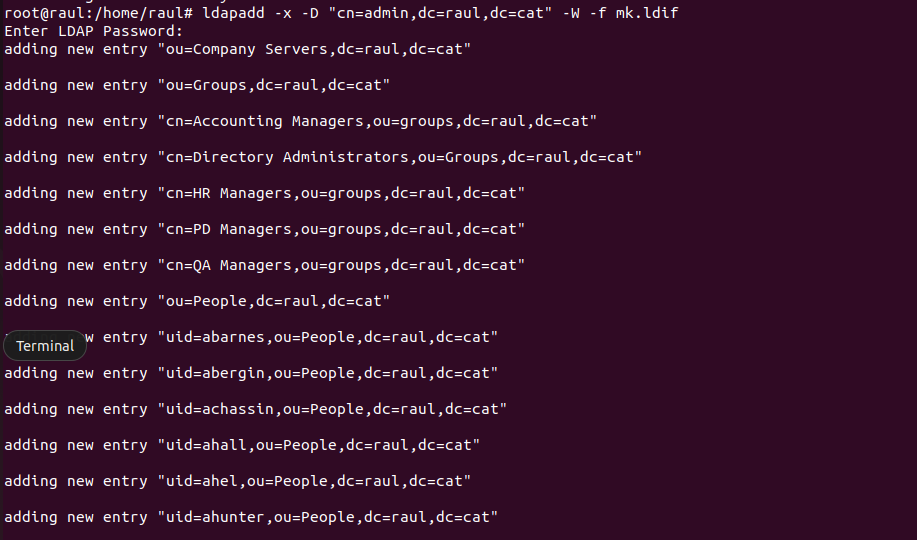 root@raul:/home/raul# ldapadd -x -D "cn=admin,dc=raul,dc=cat" -W -f mk.ldif
Enter LDAP Password:
adding new entry "ou=Company Servers,dc=raul,dc=cat"
adding new entry "ou=Groups,dc=raul,dc=cat"
adding new entry "cn=Accounting Managers,ou=groups,dc=raul,dc=cat"
adding new entry "cn=Directory Administrators,ou=Groups,dc=raul,dc=cat"
adding new entry "cn=HR Managers,ou=groups,dc=raul,dc=cat"
adding new entry "cn=PD Managers,ou=groups,dc=raul,dc=cat"
adding new entry "cn=QA Managers,ou=groups,dc=raul,dc=cat"
adding new entry "ou=People,dc=raul,dc=cat"
w entry "uid=abarnes,ou=People,dc=raul,dc=cat"
Terminal
adding new entry "uid=abergin,ou=People,dc=raul,dc=cat"
adding new entry "uid=achassin,ou=People,dc=raul,dc=cat"
adding new entry "uid=ahall,ou=People,dc=raul,dc=cat"
adding new entry "uid=ahel,ou=People,dc=raul,dc=cat"
adding new entry "uid=ahunter,ou=People,dc=raul,dc=cat"